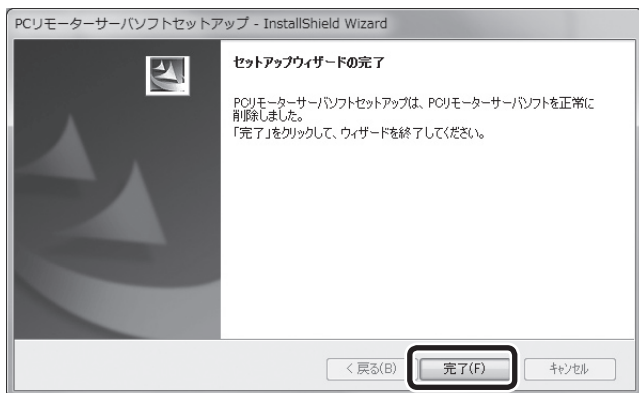 PCリモーターサーバソフトセットアップ - InstallShield Wizard
セットアップウィザードの完了
PCリモーターサーバソフトセットアップは、PCリモーターサーバソフトを正常に
削除しました。
「完了」をクリックして、ウィザードを終了してください。
< 戻る(B)
完了(F)
キャンセル